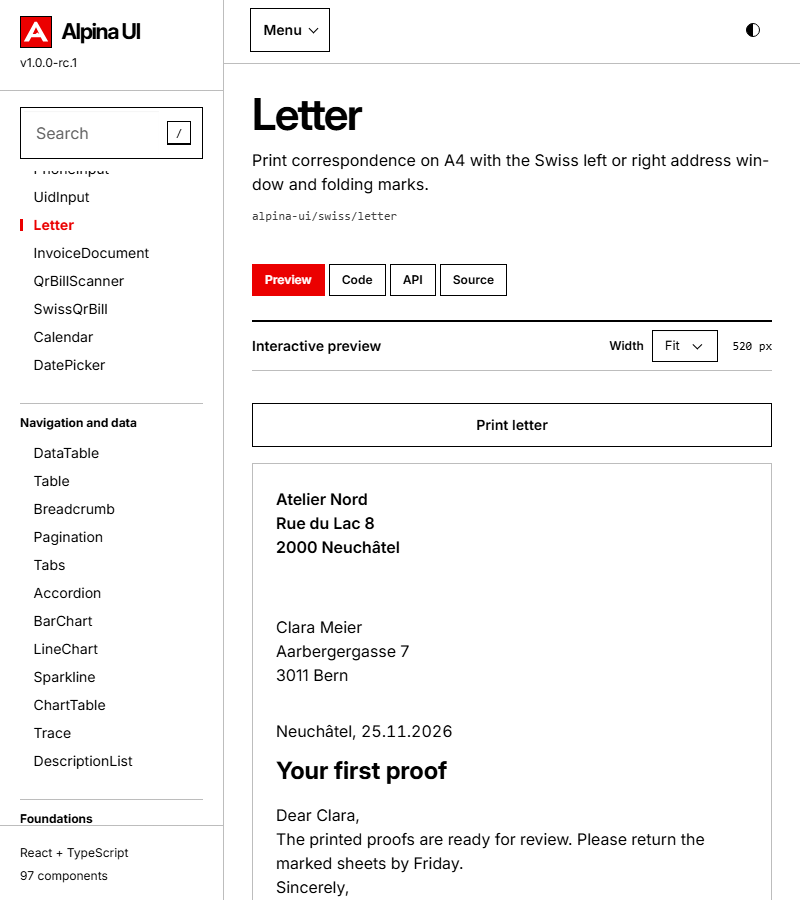 Alpina UI
v1.0.0-rc.1
Search
/
PhoneInput
UidInput
Letter
InvoiceDocument
QrBillScanner
SwissQrBill
Calendar
DatePicker
Navigation and data
DataTable
Table
Breadcrumb
Pagination
Tabs
Accordion
BarChart
LineChart
Sparkline
ChartTable
Trace
DescriptionList
Foundations
React + TypeScript
97 components
Menu
Letter
Print correspondence on A4 with the Swiss left or right address win-
dow and folding marks.
alpina-ui/swiss/letter
Preview Code API Source
Interactive preview Width Fit 520 px
Print letter
Atelier Nord
Rue du Lac 8
2000 Neuchâtel
Clara Meier
Aarbergergasse 7
3011 Bern
Neuchâtel, 25.11.2026
Your first proof
Dear Clara,
The printed proofs are ready for review. Please return the
marked sheets by Friday.
Sincerely,